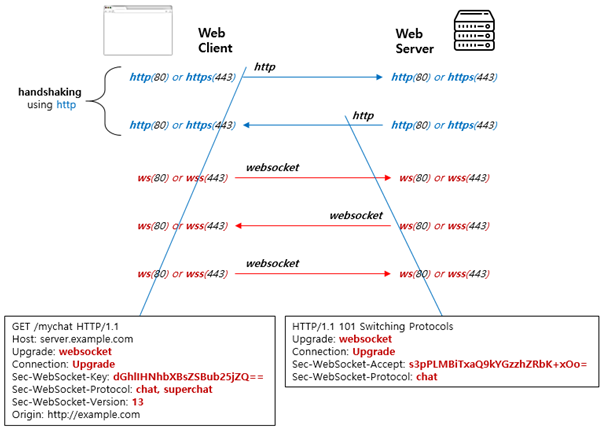 Web
Client
Web
Server
http
http(80) or https(443)
http(80) or https(443)
handshaking
using http
http
http(80) or https(443)
http(80) or https(443)
websocket
ws(80) or wss(443)
ws(80) or wss(443)
websocket
ws(80) or wss(443)
ws(80) or wss(443)
websocket
ws(80) or wss(443)
ws(80) or wss(443)
GET /mychat HTTP/1.1
Host: server.example.com
Upgrade: websocket
Connection: Upgrade
Sec-WebSocket-Key: dGhlIHNhbXBsZSBub25jZQ==
Sec-WebSocket-Protocol: chat, superchat
Sec-WebSocket-Version: 13
Origin: http://example.com
HTTP/1.1 101 Switching Protocols
Upgrade: websocket
Connection: Upgrade
Sec-WebSocket-Accept: s3pPLMBiTxaQ9kYGzzhZRbK+xOo=
Sec-WebSocket-Protocol: chat